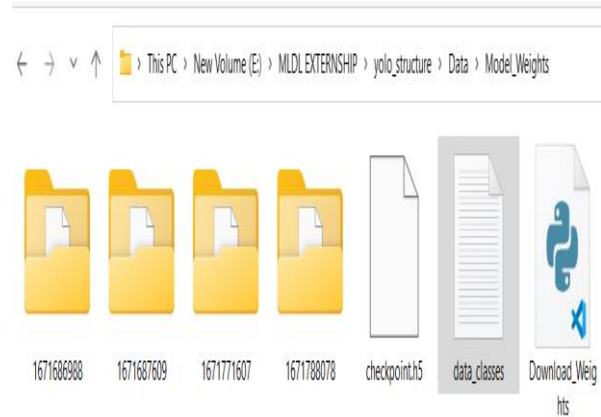 This PC > New Volume (E:) > MLDL EXTERNSHIP > yolo_structure > Data > Model_Weights
1671686988 1671687609 1671771607 1671788078 checkpoint.h5 data_classes Download_Weig
hts